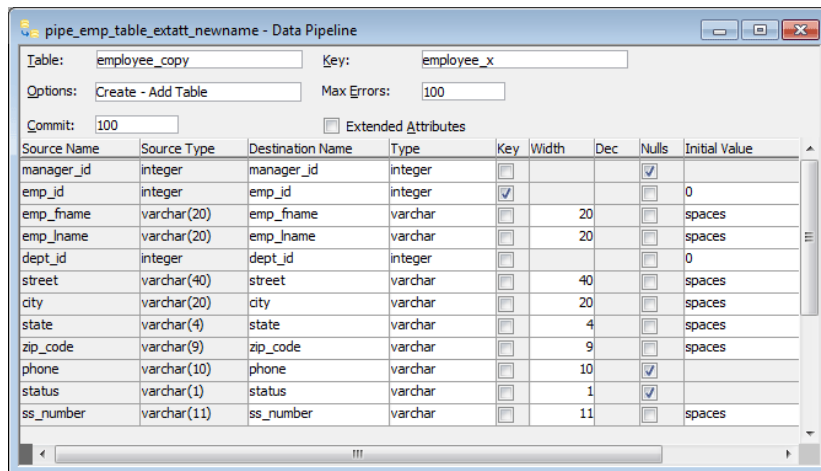 pipe_emp_table_extatt_newname - Data Pipeline
Table: employee_copy Key: employee_x
Options: Create - Add Table Max Errors: 100
Commit: 100 Extended Attributes
Source Name Source Type Destination Name Type Key Width Dec Nulls Initial Value
manager_id integer manager_id integer
emp_id integer emp_id integer 0
emp_fname varchar(20) emp_fname varchar 20 spaces
emp_lname varchar(20) emp_lname varchar 20 spaces
dept_id integer dept_id integer 0
street varchar(40) street varchar 40 spaces
city varchar(20) city varchar 20 spaces
state varchar(4) state varchar 4 spaces
zip_code varchar(9) zip_code varchar 9 spaces
phone varchar(10) phone varchar 10
status varchar(1) status varchar 1
ss_number varchar(11) ss_number varchar 11 spaces